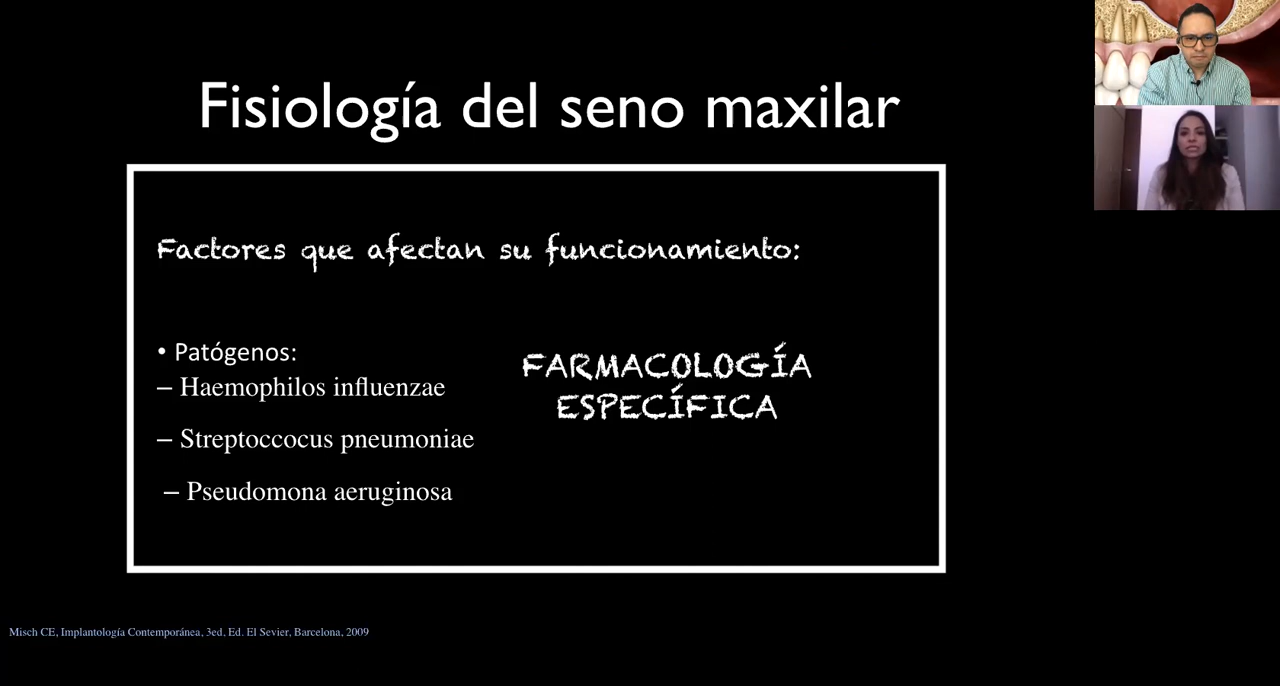 Fisiología del seno maxilar
Factores que afectan su funcionamiento:
• Patógenos:
– Haemophilos influenzae
– Streptoccocus pneumoniae
– Pseudomona aeruginosa
FARMACOLOGÍA
ESPECÍFICA
Misch CE, Implantología Contemporánea, 3ed, Ed. El Sevier, Barcelona, 2009